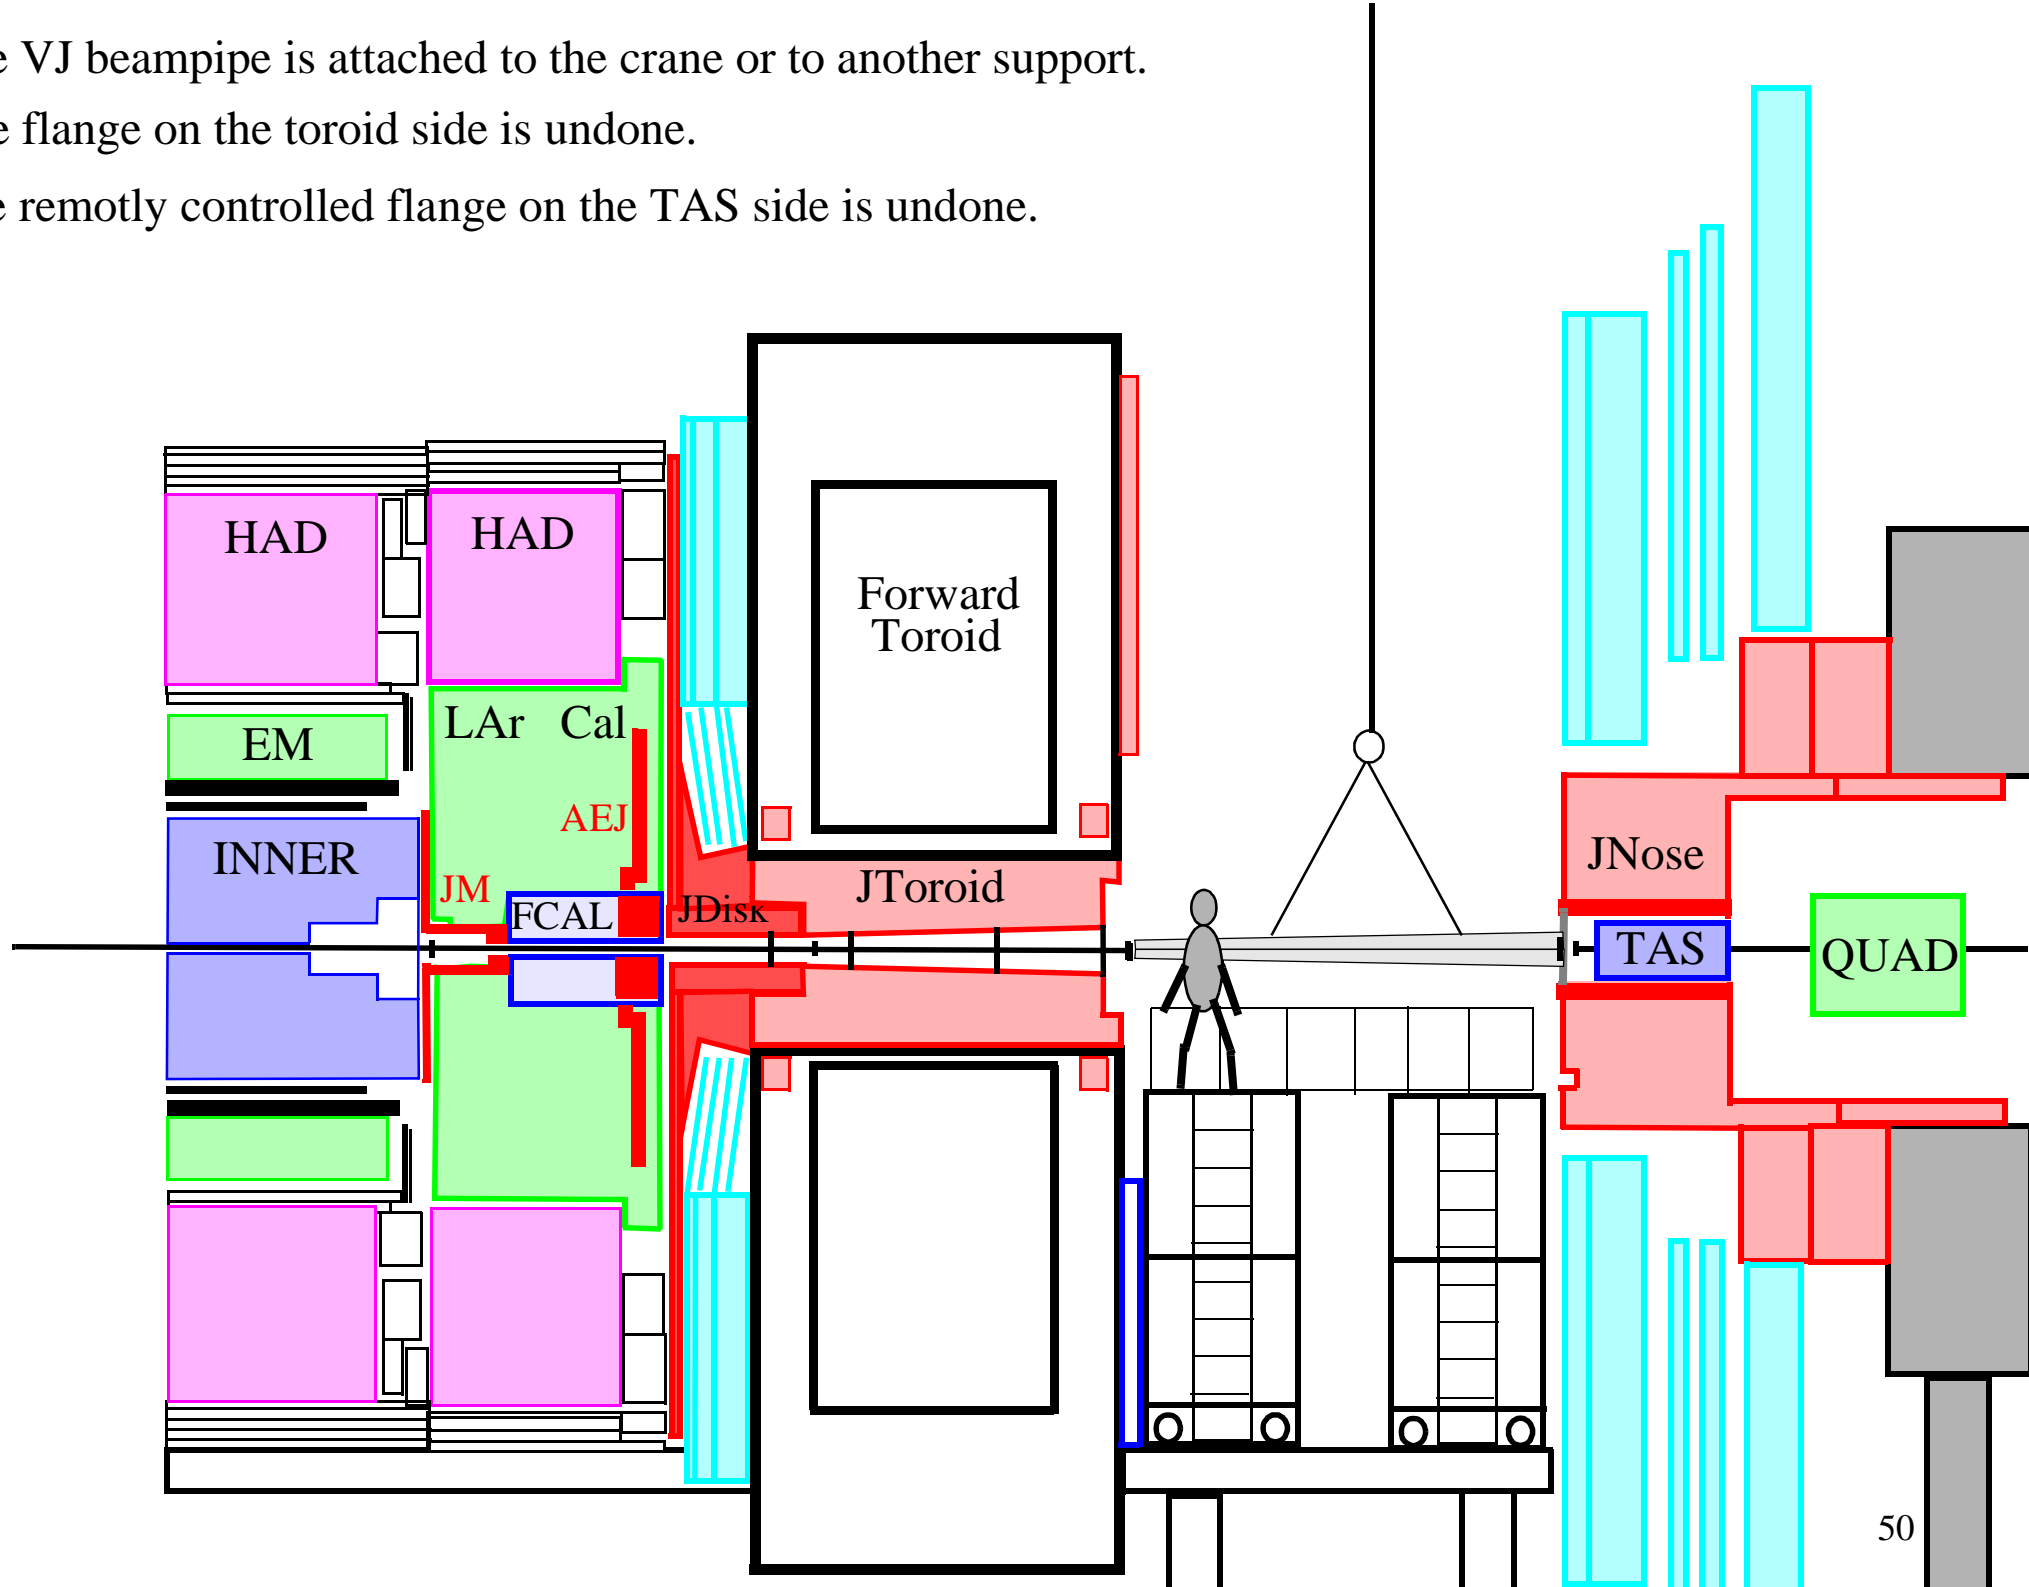 e VJ beampipe is attached to the crane or to another support.
e flange on the toroid side is undone.
e remotly controlled flange on the TAS side is undone.
HAD
HAD
Forward
Toroid
LAr Cal
EM
AEJ
INNER
JM
FCAL
JDisk
JToroid
JNose
TAS
QUAD
50